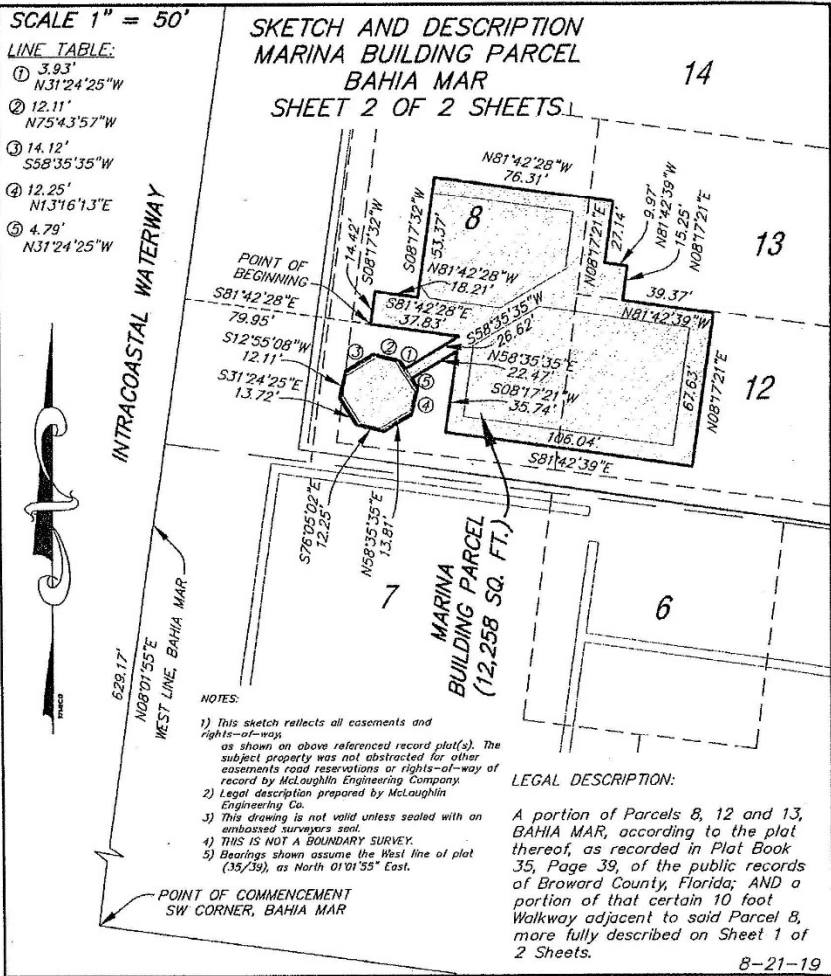 SCALE 1" = 50'
LINE TABLE:
① 3.93'
N31°24'25"W
② 12.11'
N75°43'57"W
③ 14.12'
S58°35'35"W
④ 12.25'
N13°16'13"E
⑤ 4.79'
N31°24'25"W
SKETCH AND DESCRIPTION
MARINA BUILDING PARCEL
BAHIA MAR
SHEET 2 OF 2 SHEETS
14
N81°42'28"W
76.31'
8
N08°17'21"E
27.14'
9.97'
N81°42'39"W
15.25'
N08°17'21"E
13
14.42'
S08°17'32"W
S08°17'32"W
53.37'
N81°42'28"W
18.21'
39.37'
N81°42'39"W
POINT OF
BEGINNING
S81°42'28"E
79.95'
S81°42'28"E
37.83'
S58°35'35"W
26.62'
N58°35'35"E
22.47'
S08°17'21"W
35.74'
S12°55'08"W
12.11'
S31°24'25"E
13.72'
③
②
①
⑤
④
67.63'
N08°17'21"E
12
106.04'
S81°42'39"E
S76°05'02"E
12.25'
N58°35'35"E
13.81'
INTRACOASTAL WATERWAY
MARINA
BUILDING PARCEL
(12,258 SQ. FT.)
7
6
629.17'
N08°01'55"E
WEST LINE, BAHIA MAR
NOTES:
1) This sketch reflects all easements and
rights-of-way,
as shown on above referenced record plat(s). The
subject property was not abstracted for other
easements road reservations or rights-of-way of
record by McLaughlin Engineering Company.
2) Legal description prepared by McLaughlin
Engineering Co.
3) This drawing is not valid unless sealed with an
embossed surveyors seal.
4) THIS IS NOT A BOUNDARY SURVEY.
5) Bearings shown assume the West line of plat
(35/39), as North 01°01'55" East.
POINT OF COMMENCEMENT
SW CORNER, BAHIA MAR
LEGAL DESCRIPTION:
A portion of Parcels 8, 12 and 13,
BAHIA MAR, according to the plat
thereof, as recorded in Plat Book
35, Page 39, of the public records
of Broward County, Florida; AND a
portion of that certain 10 foot
Walkway adjacent to said Parcel 8,
more fully described on Sheet 1 of
2 Sheets.
8-21-19